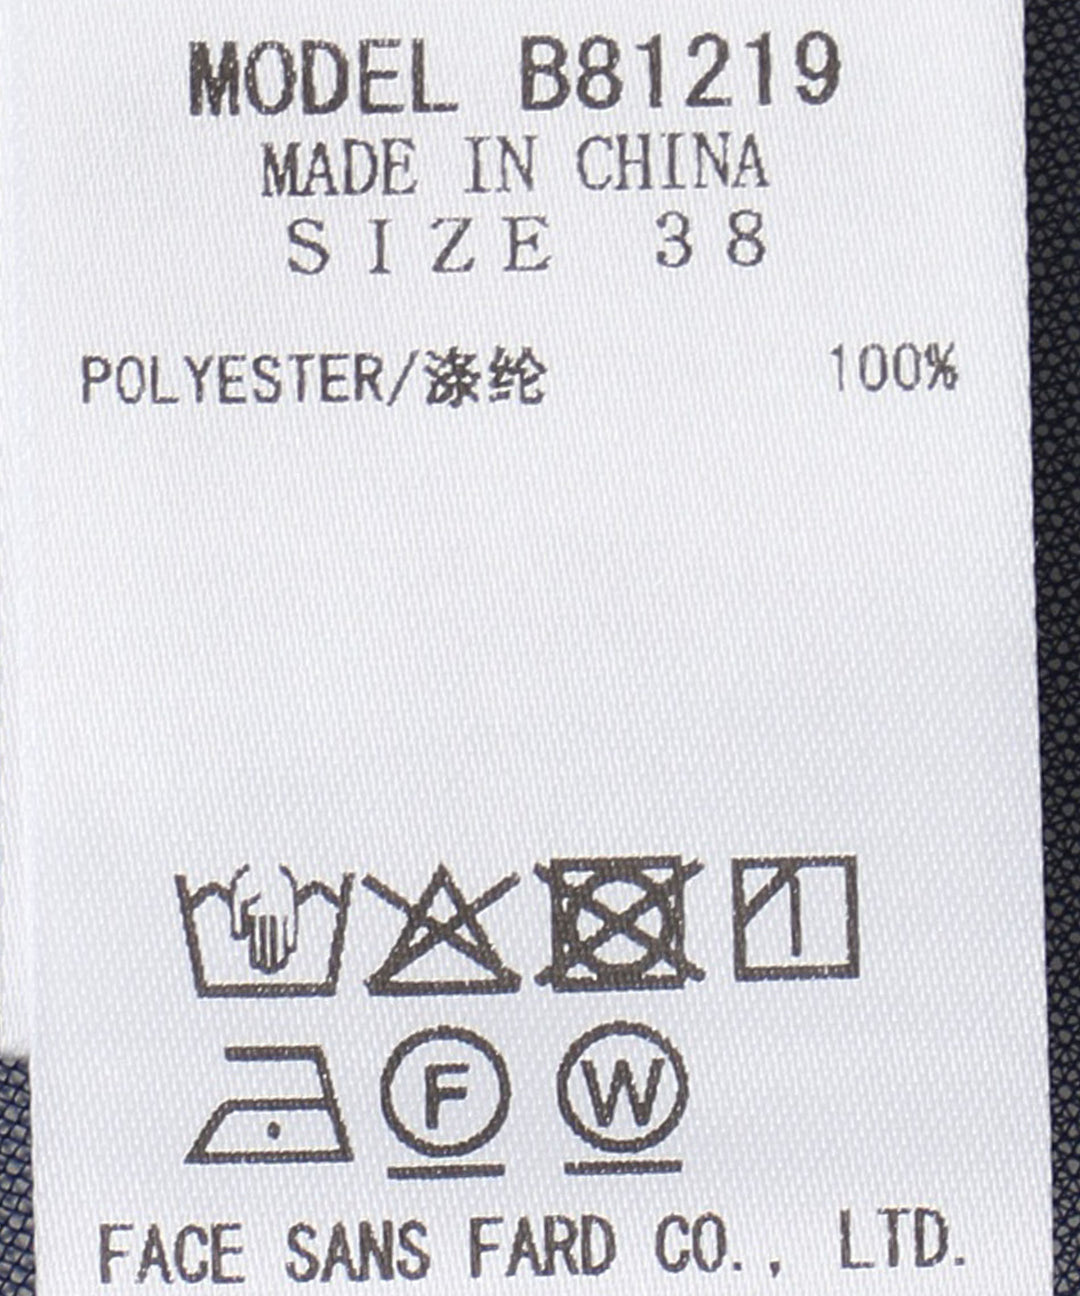 MODEL B81219
MADE IN CHINA
SIZE 38
POLYESTER/涤纶 100%
F W
FACE SANS FARD CO., LTD.